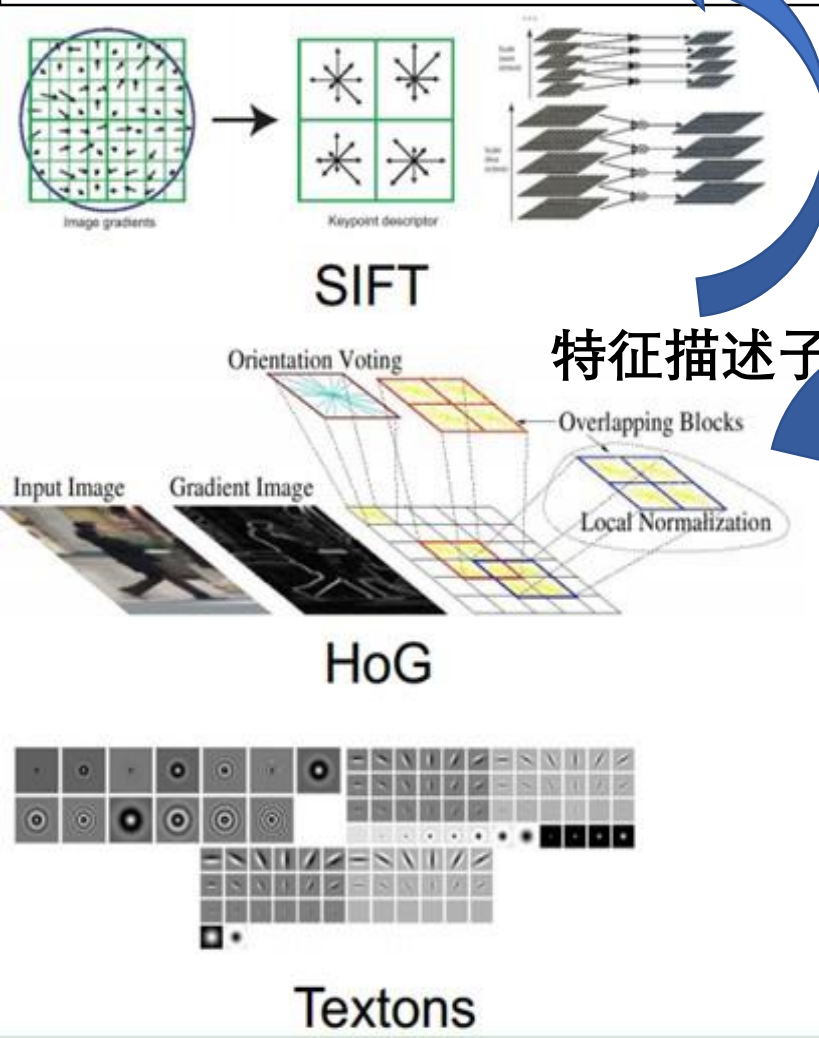 Image gradients
Keypoint descriptor
SIFT
特征描述子
Orientation Voting
Overlapping Blocks
Input Image
Gradient Image
Local Normalization
HoG
Textons